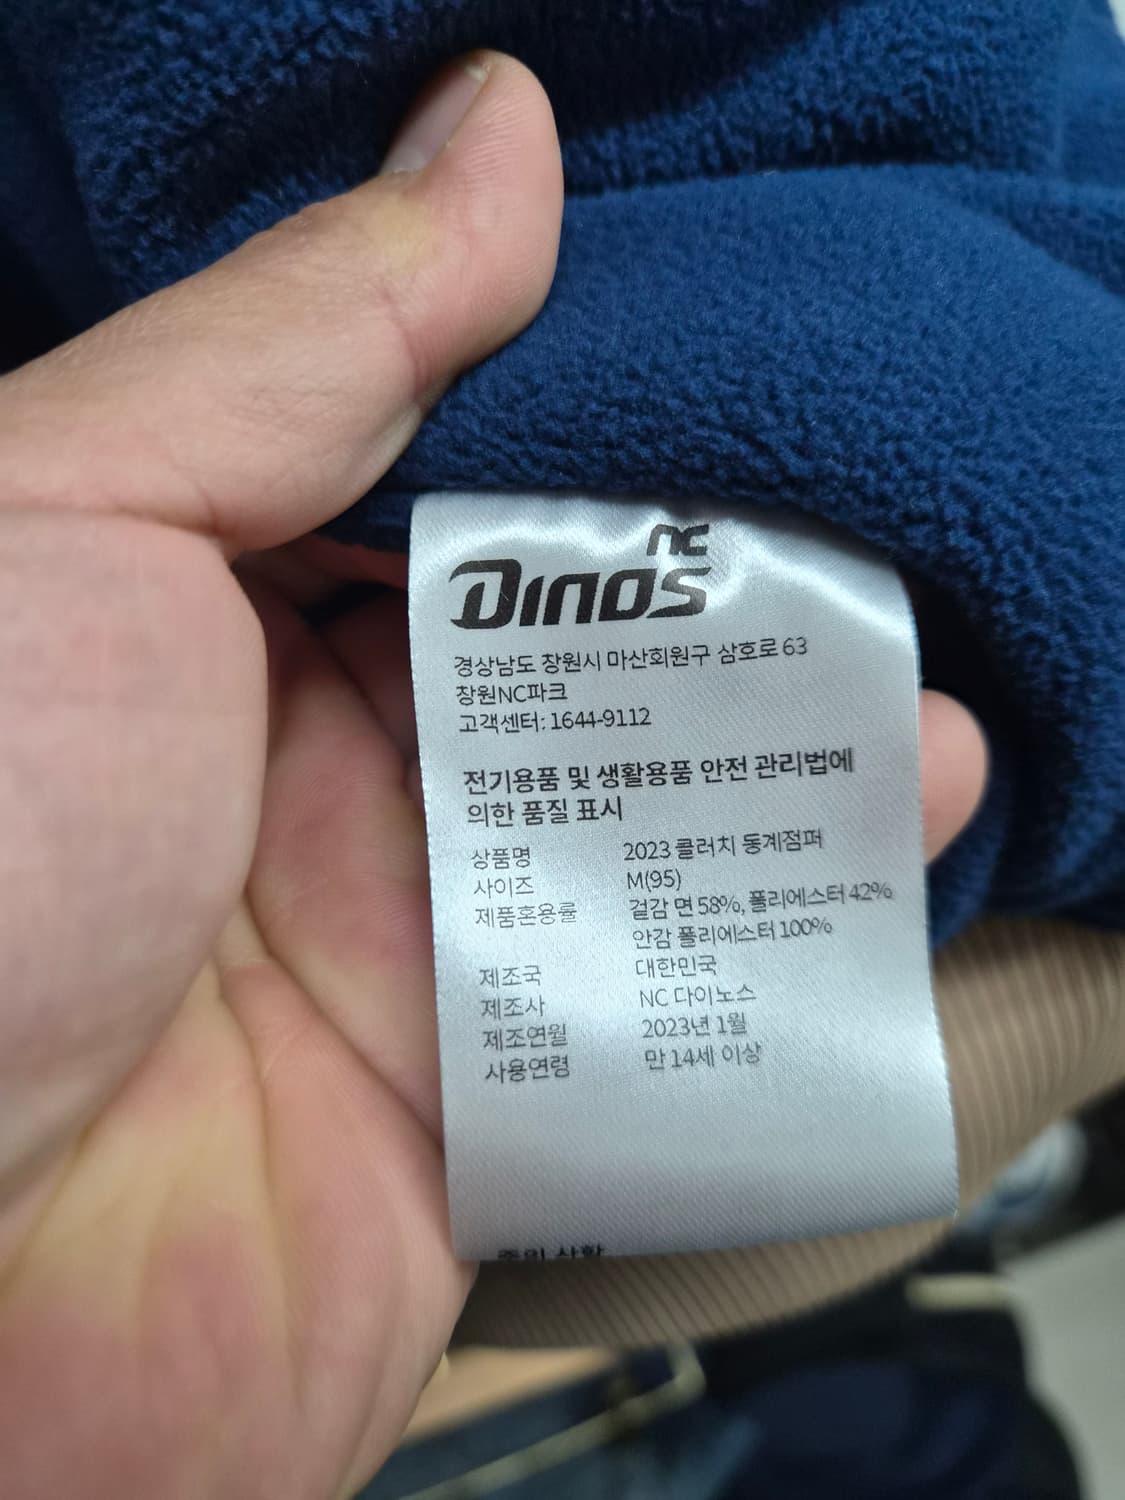 NC
DINOS
경상남도 창원시 마산회원구 삼호로 63
창원NC파크
고객센터: 1644-9112
전기용품 및 생활용품 안전 관리법에
의한 품질 표시
상품명 2023 클러치 동계점퍼
사이즈 M(95)
제품혼용률 겉감 면 58%, 폴리에스터 42%
안감 폴리에스터 100%
제조국 대한민국
제조사 NC 다이노스
제조연월 2023년 1월
사용연령 만 14세 이상